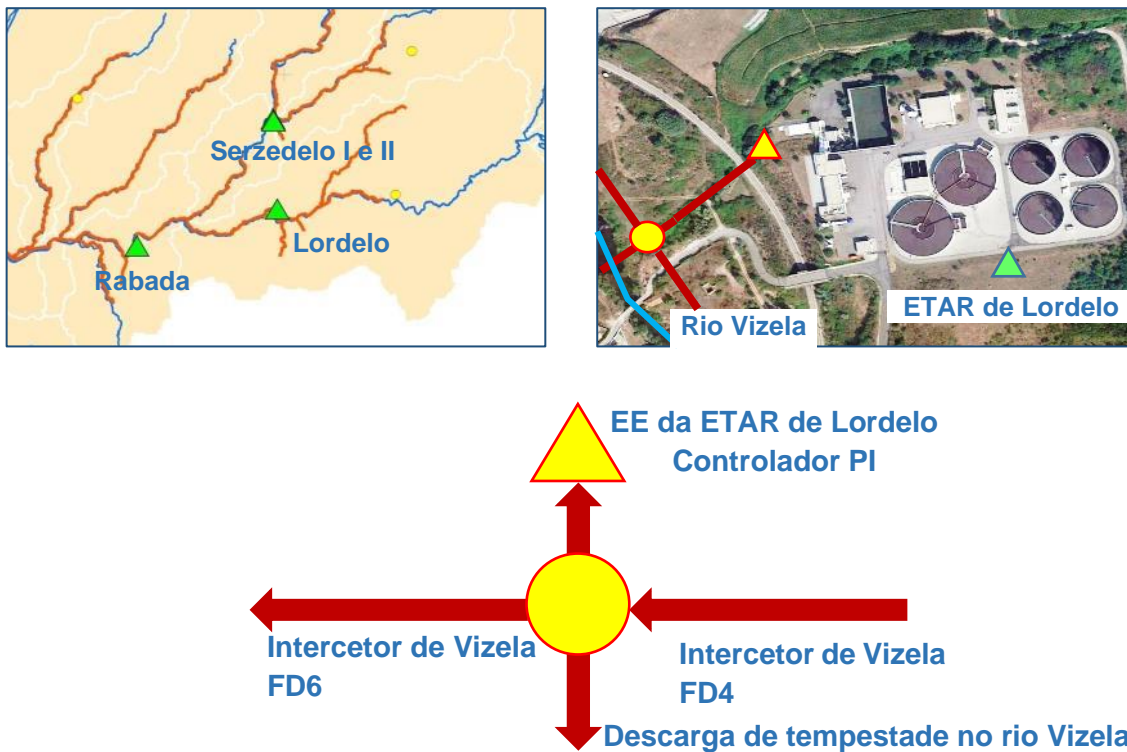 Serzedelo I e II
Lordelo
Rabada
ETAR de Lordelo
Rio Vizela
EE da ETAR de Lordelo
Controlador PI
Intercetor de Vizela
FD6
Intercetor de Vizela
FD4
Descarga de tempestade no rio Vizela